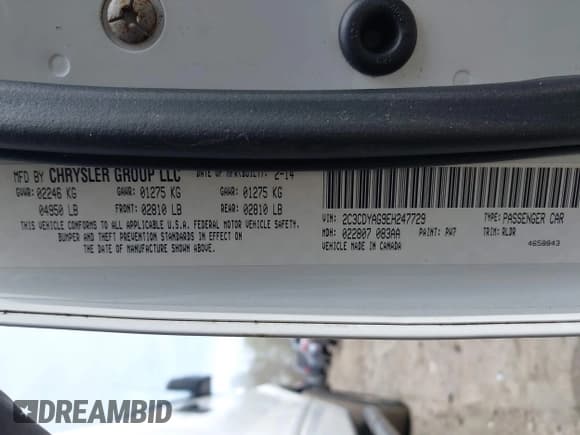 MFD BY CHRYSLER GROUP LLC DATE OF MFR 2-14
GVWR: 02246 KG GAWR: 01275 KG GAWR: 01275 KG
04950 LB FRONT: 02810 LB REAR: 02810 LB
THIS VEHICLE CONFORMS TO ALL APPLICABLE U.S.A. FEDERAL MOTOR VEHICLE SAFETY,
BUMPER AND THEFT PREVENTION STANDARDS IN EFFECT ON
THE DATE OF MANUFACTURE SHOWN ABOVE.
VIN: 2C3CDYAG9EH247729 TYPE: PASSENGER CAR
MDH: 022807 083AA PAINT: PW7 TRIM: RLDR
VEHICLE MADE IN CANADA 4658843
DREAMBID